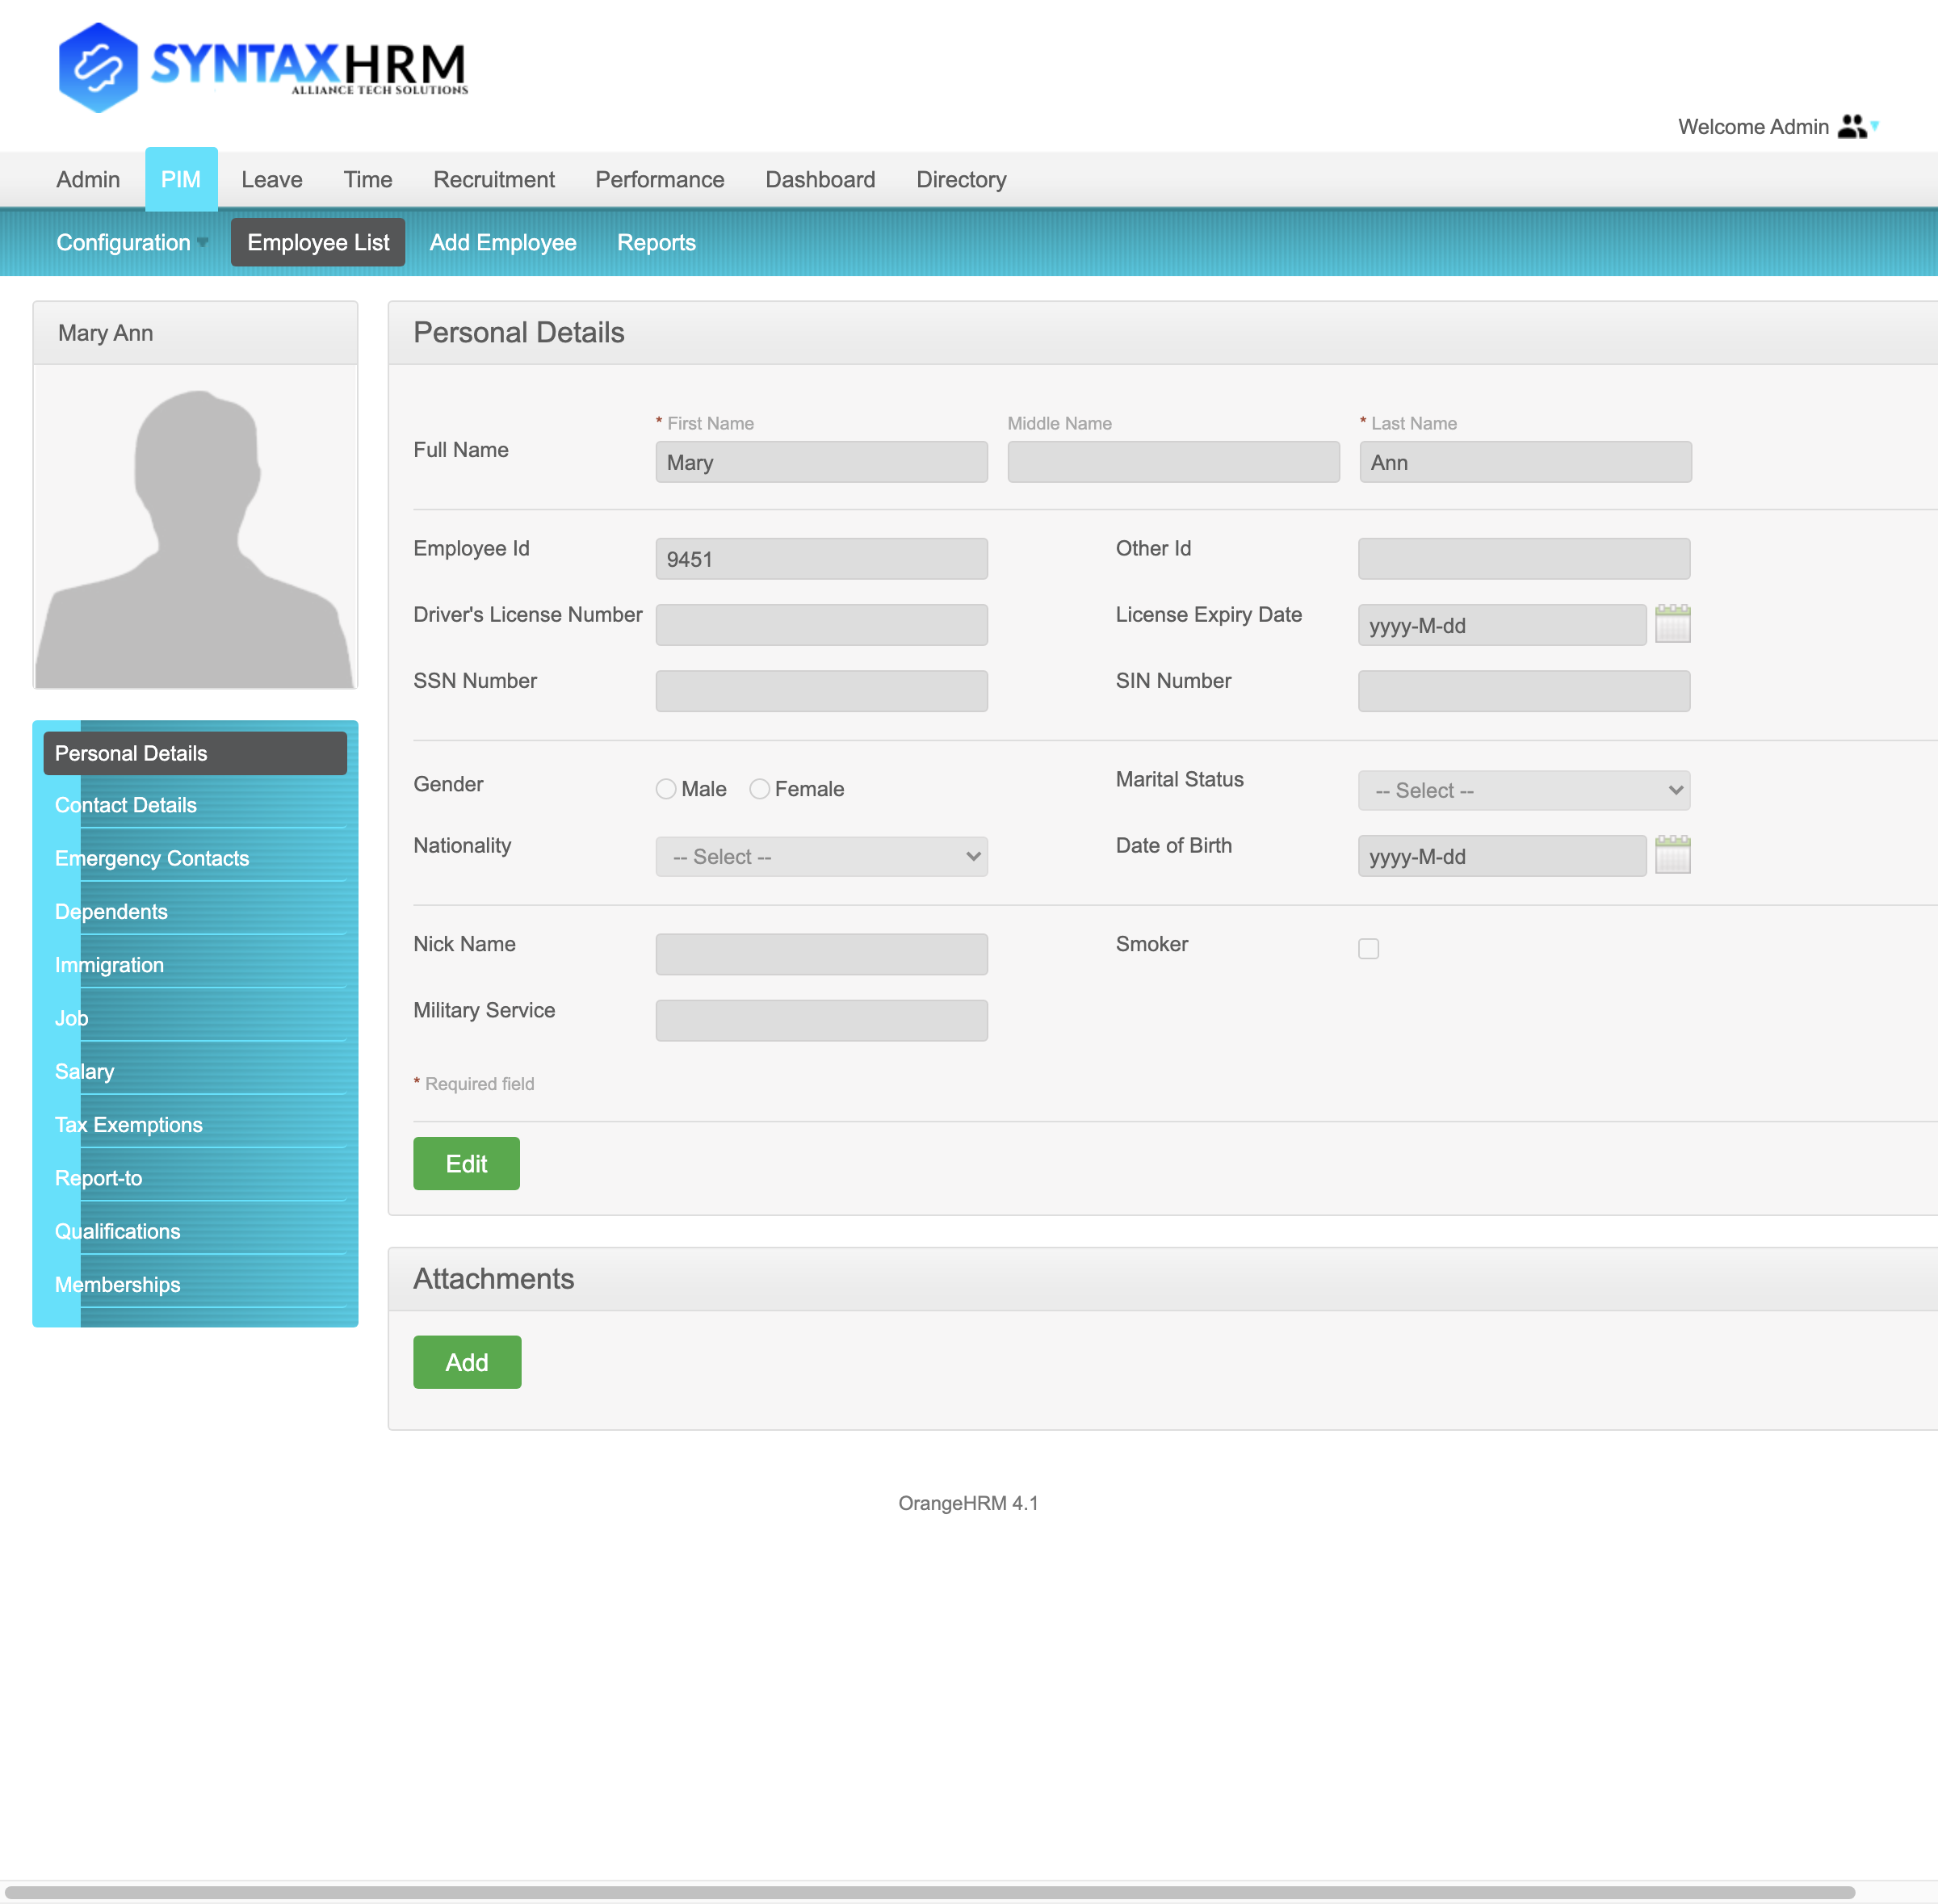 SYNTAXHRM
ALLIANCE TECH SOLUTIONS
Welcome Admin
Admin PIM Leave Time Recruitment Performance Dashboard Directory
Configuration Employee List Add Employee Reports
Mary Ann
Personal Details
* First Name Middle Name * Last Name
Full Name Mary Ann
Employee Id 9451 Other Id
Driver's License Number License Expiry Date yyyy-M-dd
SSN Number SIN Number
Gender Male Female Marital Status -- Select --
Nationality -- Select -- Date of Birth yyyy-M-dd
Nick Name Smoker
Military Service
* Required field
Edit
Personal Details
Contact Details
Emergency Contacts
Dependents
Immigration
Job
Salary
Tax Exemptions
Report-to
Qualifications
Memberships
Attachments
Add
OrangeHRM 4.1